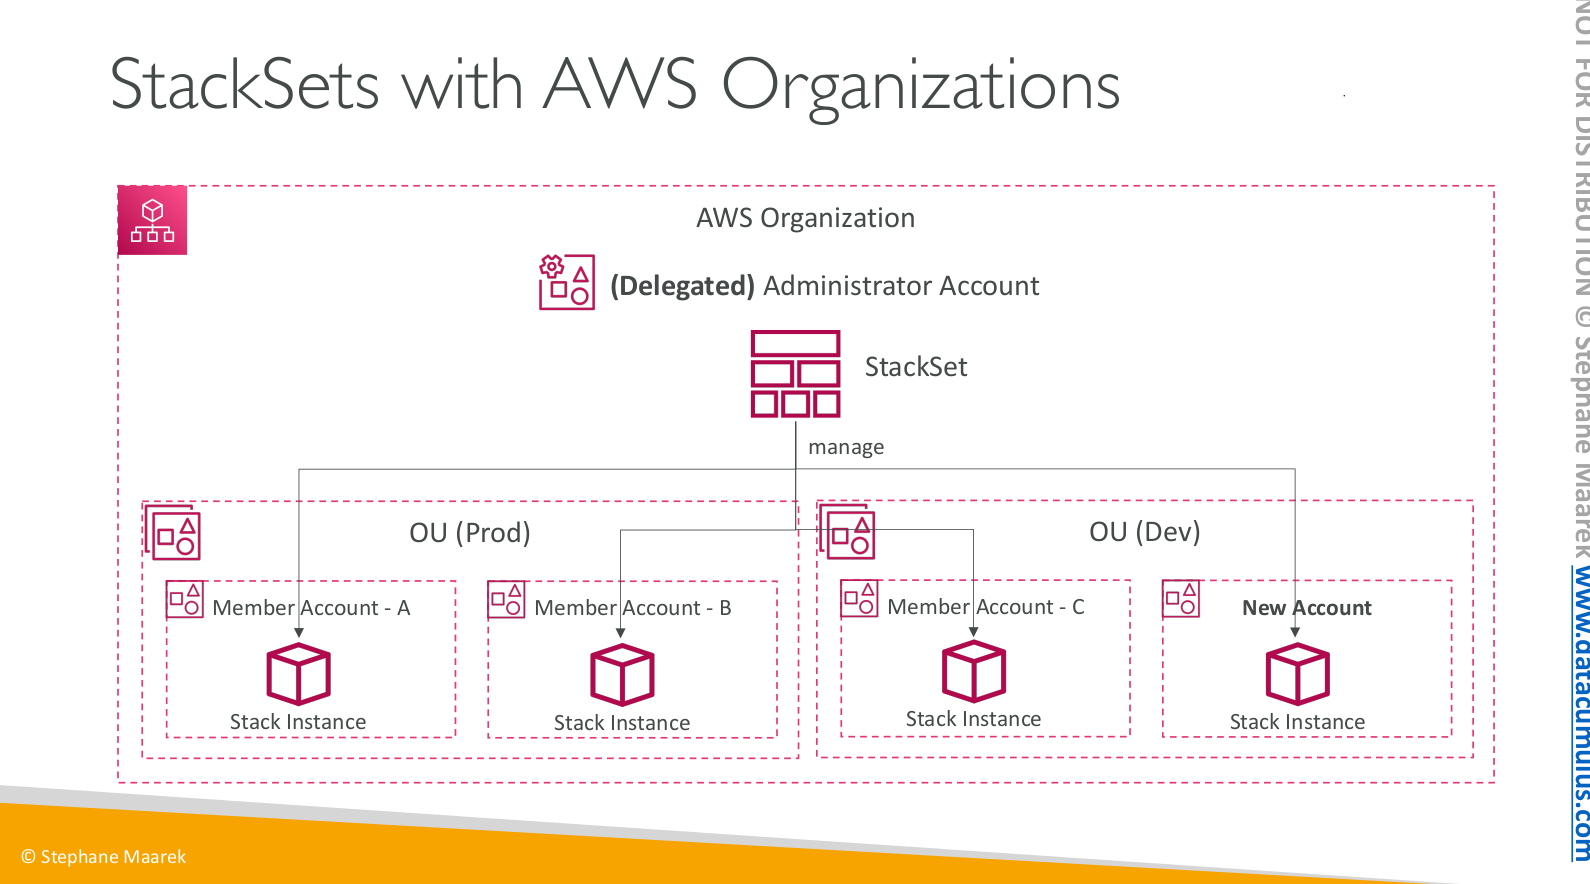 StackSets with AWS Organizations
AWS Organization
(Delegated) Administrator Account
StackSet
manage
OU (Prod)
OU (Dev)
Member Account - A
Member Account - B
Member Account - C
New Account
Stack Instance
Stack Instance
Stack Instance
Stack Instance
© Stephane Maarek
NOT FOR DISTRIBUTION © Stephane Maarek www.datacumulus.com